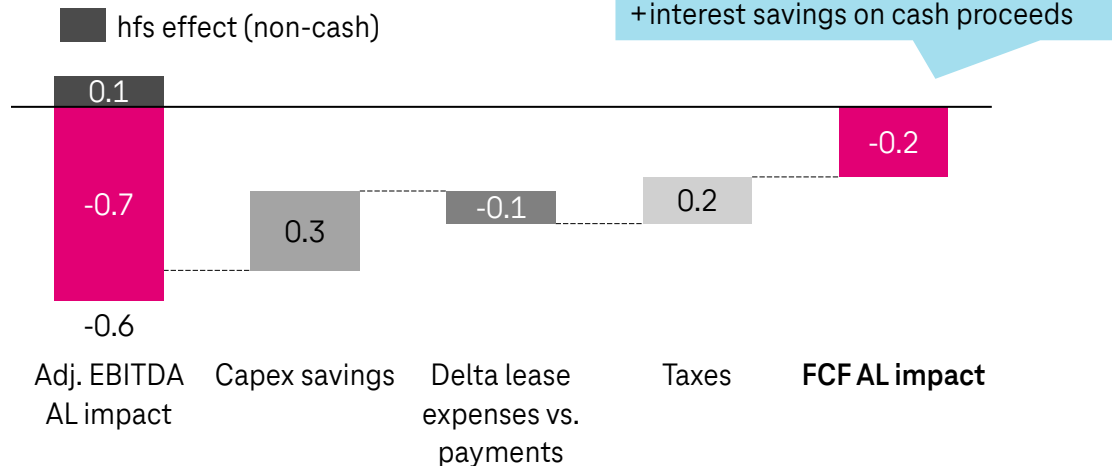 hfs effect (non-cash)
+interest savings on cash proceeds
0.1
-0.7
-0.6
0.3
-0.1
0.2
-0.2
Adj. EBITDA
AL impact
Capex savings
Delta lease
expenses vs.
payments
Taxes
FCF AL impact